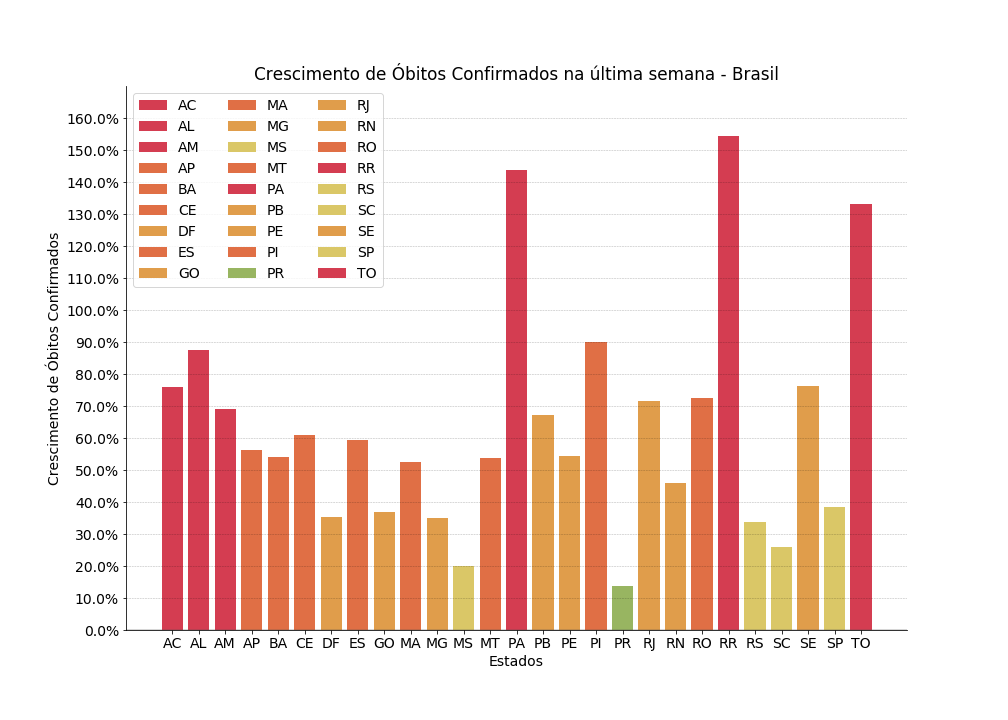 Crescimento de Óbitos Confirmados na última semana - Brasil
AC MA RJ
AL MG RN
AM MS RO
AP MT RR
BA PA RS
CE PB SC
DF PE SE
ES PI SP
GO PR TO
160.0%
150.0%
140.0%
130.0%
120.0%
110.0%
100.0%
90.0%
80.0%
70.0%
60.0%
50.0%
40.0%
30.0%
20.0%
10.0%
0.0%
Crescimento de Óbitos Confirmados
AC AL AM AP BA CE DF ES GO MA MG MS MT PA PB PE PI PR RJ RN RO RR RS SC SE SP TO
Estados